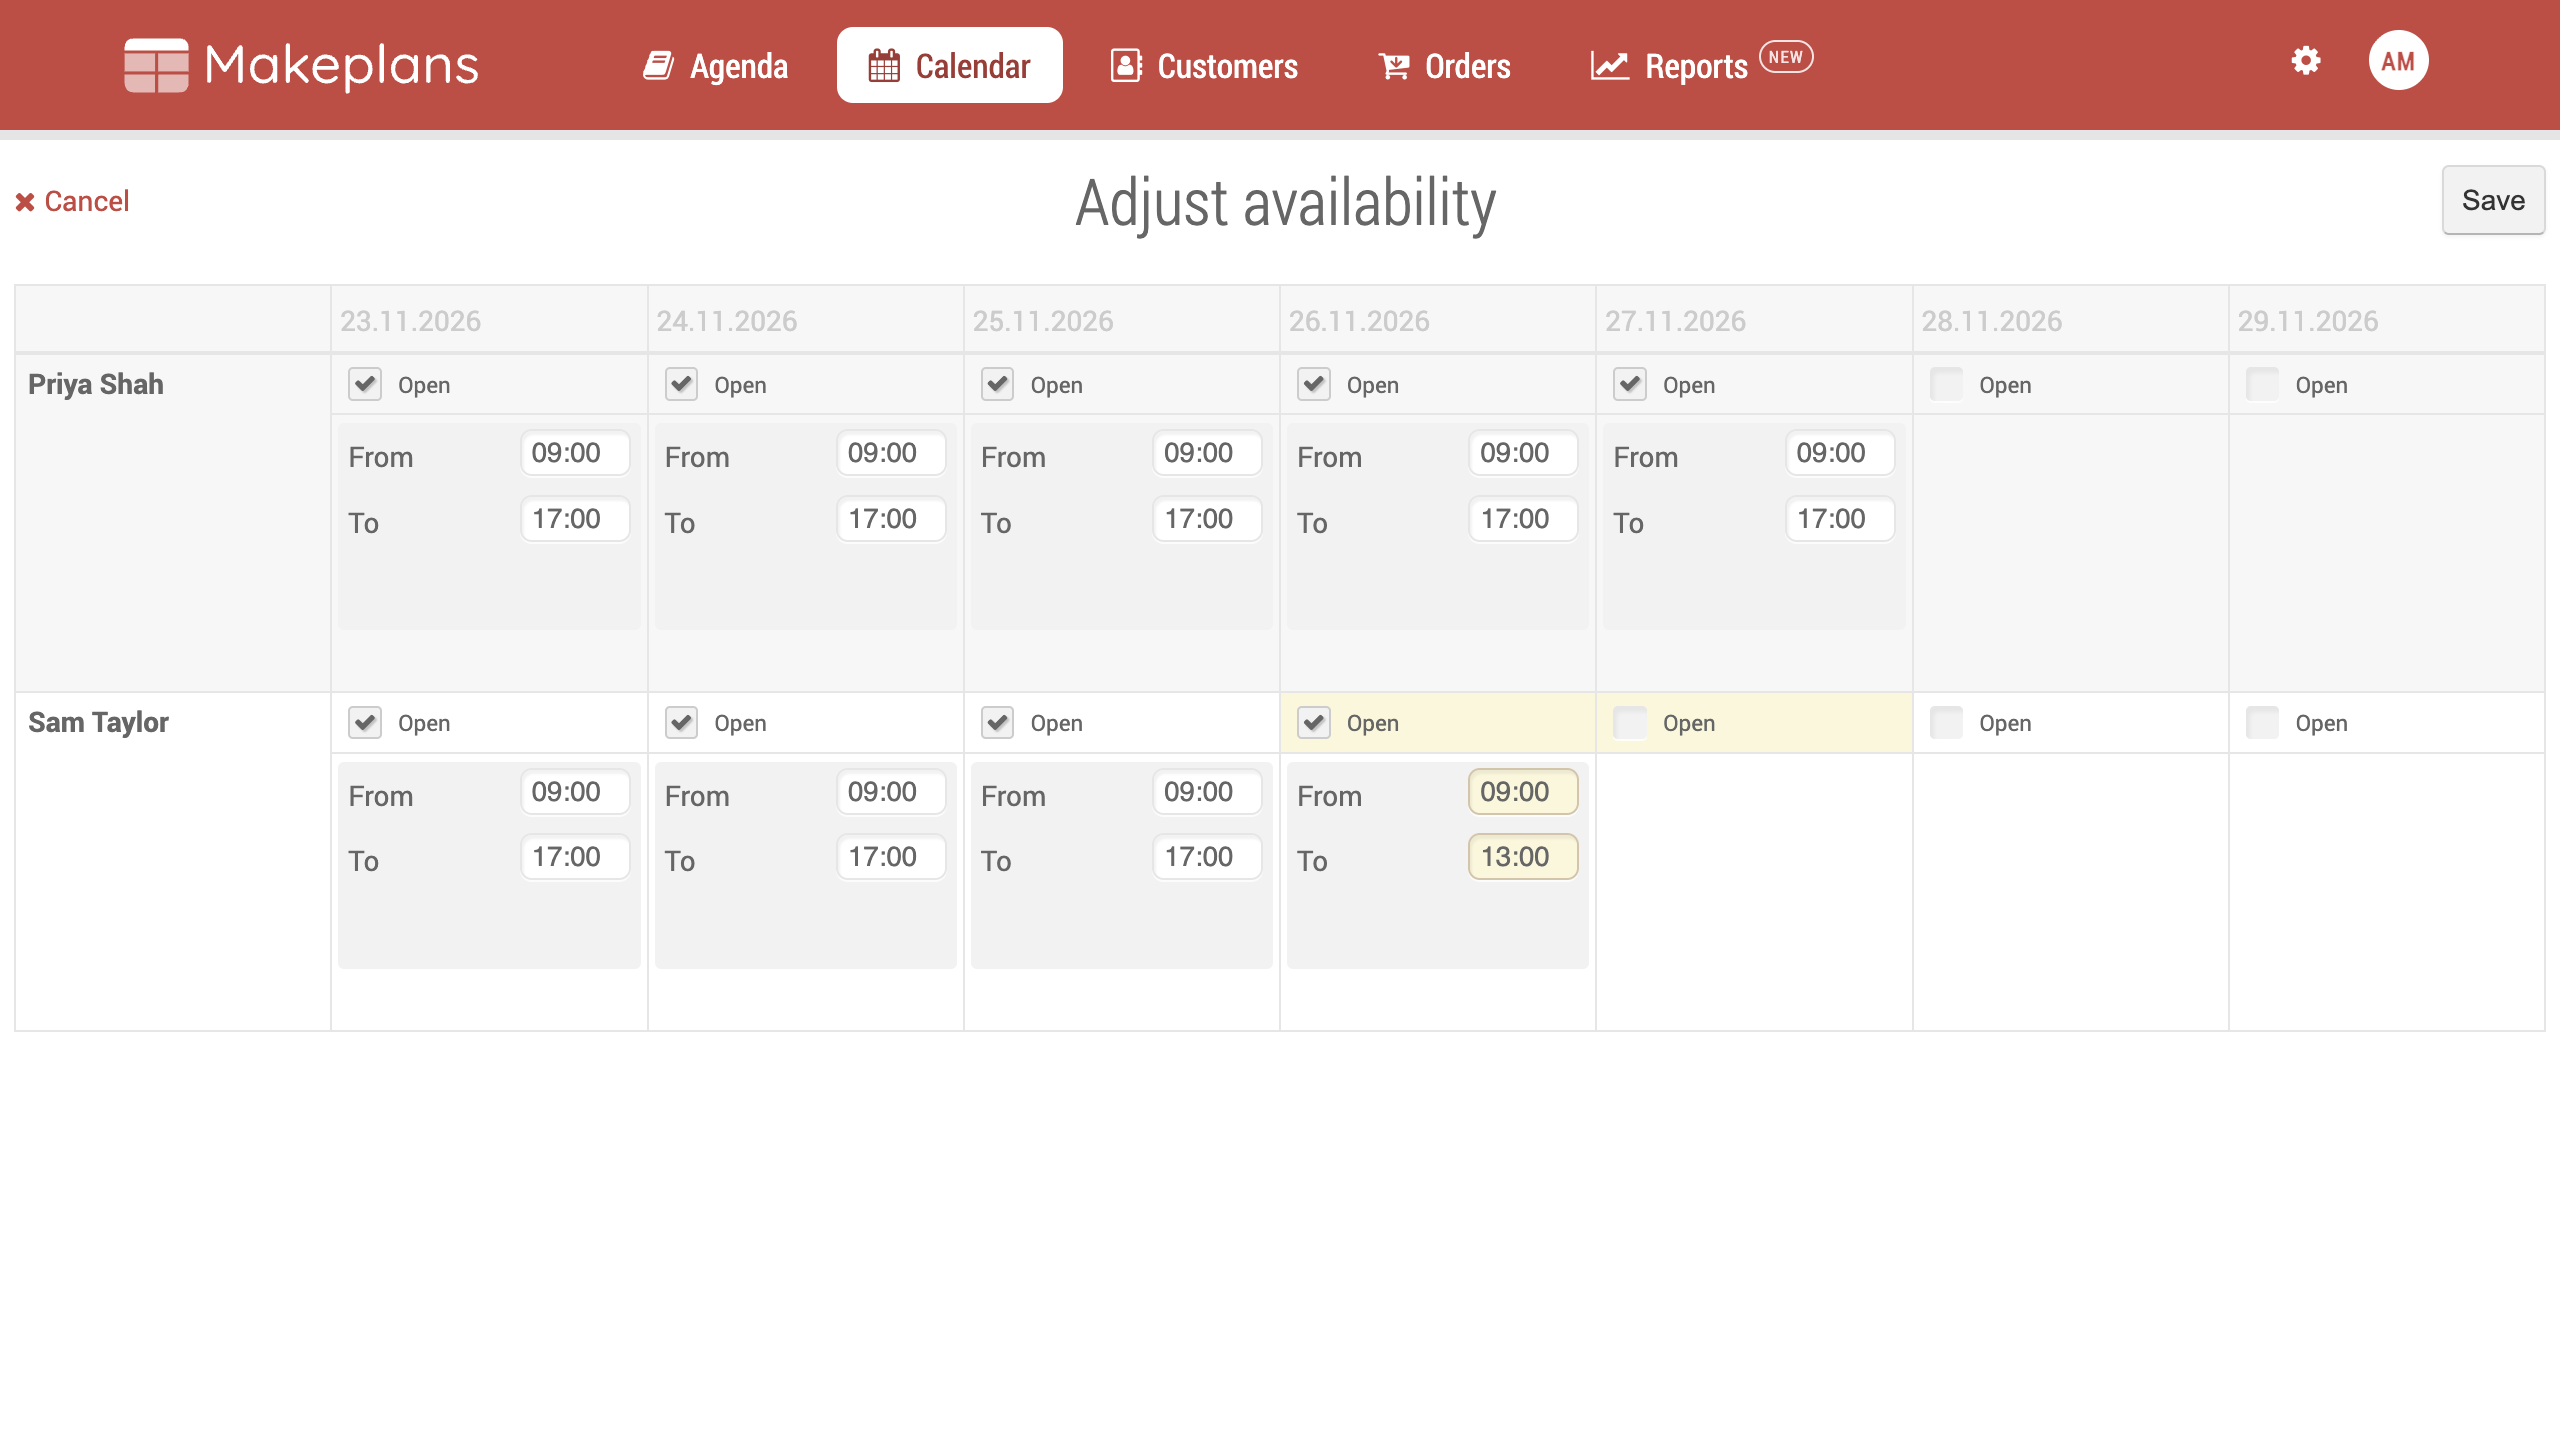 Makeplans Agenda Calendar Customers Orders Reports NEW AM
Cancel Adjust availability Save
23.11.2026 24.11.2026 25.11.2026 26.11.2026 27.11.2026 28.11.2026 29.11.2026
Priya Shah Open Open Open Open Open Open Open
From 09:00 From 09:00 From 09:00 From 09:00 From 09:00
To 17:00 To 17:00 To 17:00 To 17:00 To 17:00
Sam Taylor Open Open Open Open Open Open Open
From 09:00 From 09:00 From 09:00 From 09:00
To 17:00 To 17:00 To 17:00 To 13:00